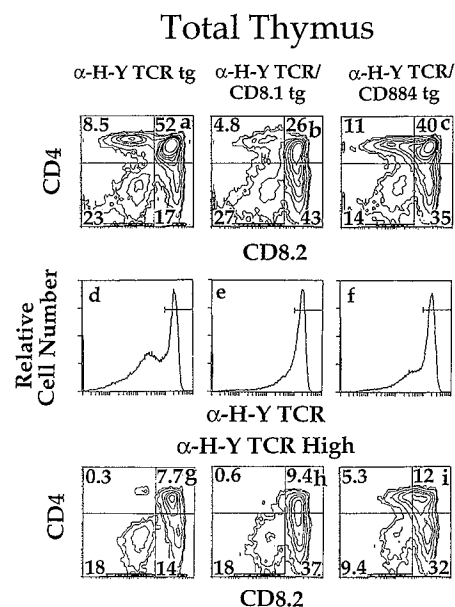 Total Thymus
α-H-Y TCR tg
α-H-Y TCR/
CD8.1 tg
α-H-Y TCR/
CD884 tg
8.5 52 a
23 17
4.8 26 b
27 43
11 40 c
14 35
CD4
CD8.2
d e f
Relative
Cell Number
α-H-Y TCR
α-H-Y TCR High
0.3 7.7 g
18 14
0.6 9.4 h
18 37
5.3 12 i
9.4 32
CD4
CD8.2